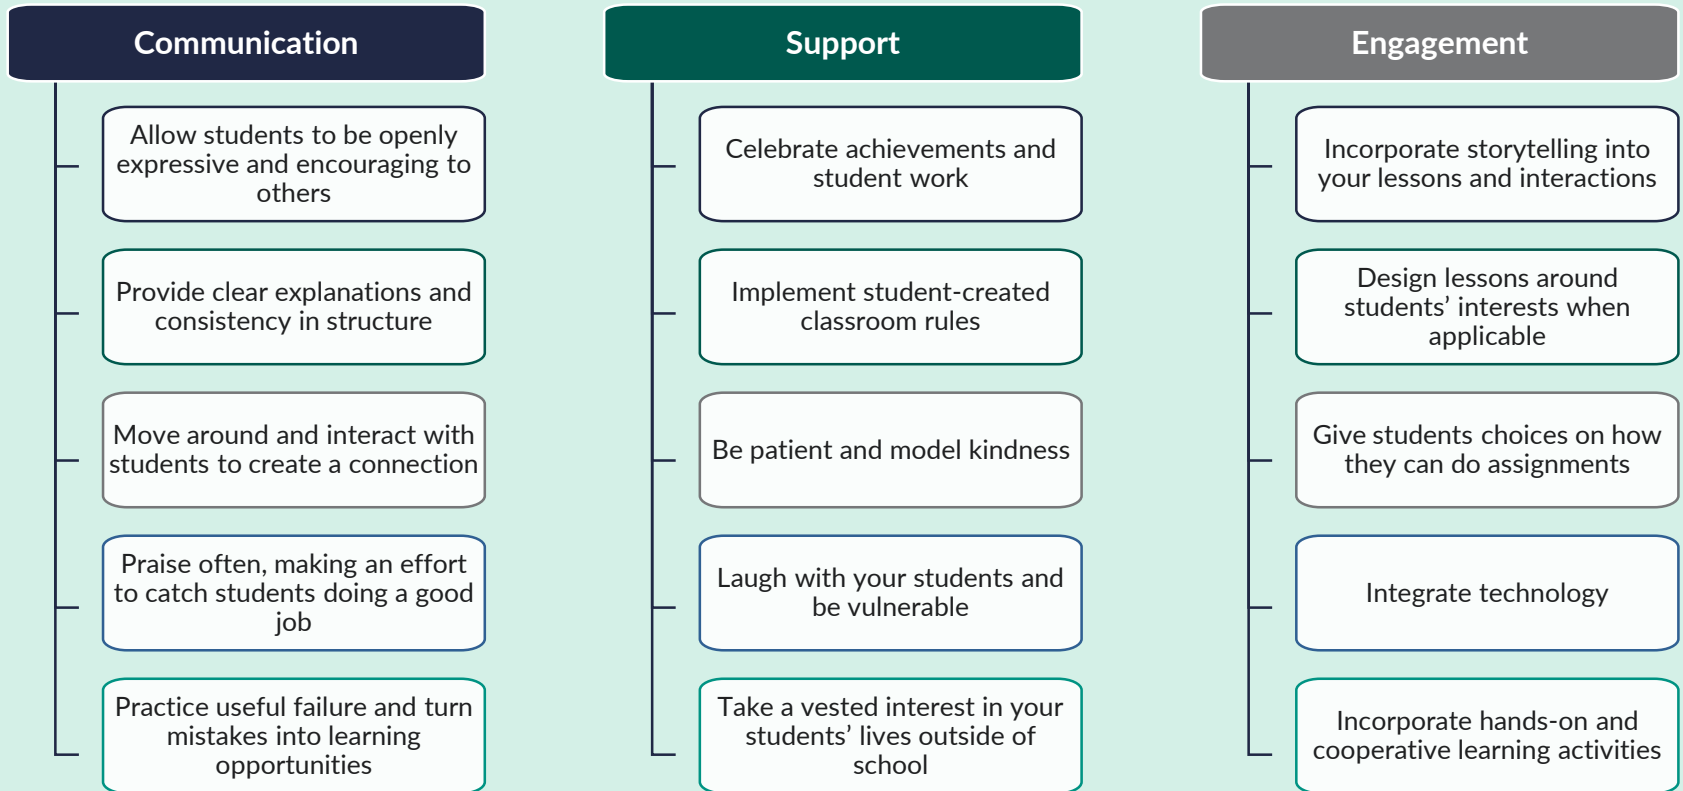 Communication
Allow students to be openly
expressive and encouraging to
others
Provide clear explanations and
consistency in structure
Move around and interact with
students to create a connection
Praise often, making an effort
to catch students doing a good
job
Practice useful failure and turn
mistakes into learning
opportunities
Support
Celebrate achievements and
student work
Implement student-created
classroom rules
Be patient and model kindness
Laugh with your students and
be vulnerable
Take a vested interest in your
students’ lives outside of
school
Engagement
Incorporate storytelling into
your lessons and interactions
Design lessons around
students’ interests when
applicable
Give students choices on how
they can do assignments
Integrate technology
Incorporate hands-on and
cooperative learning activities